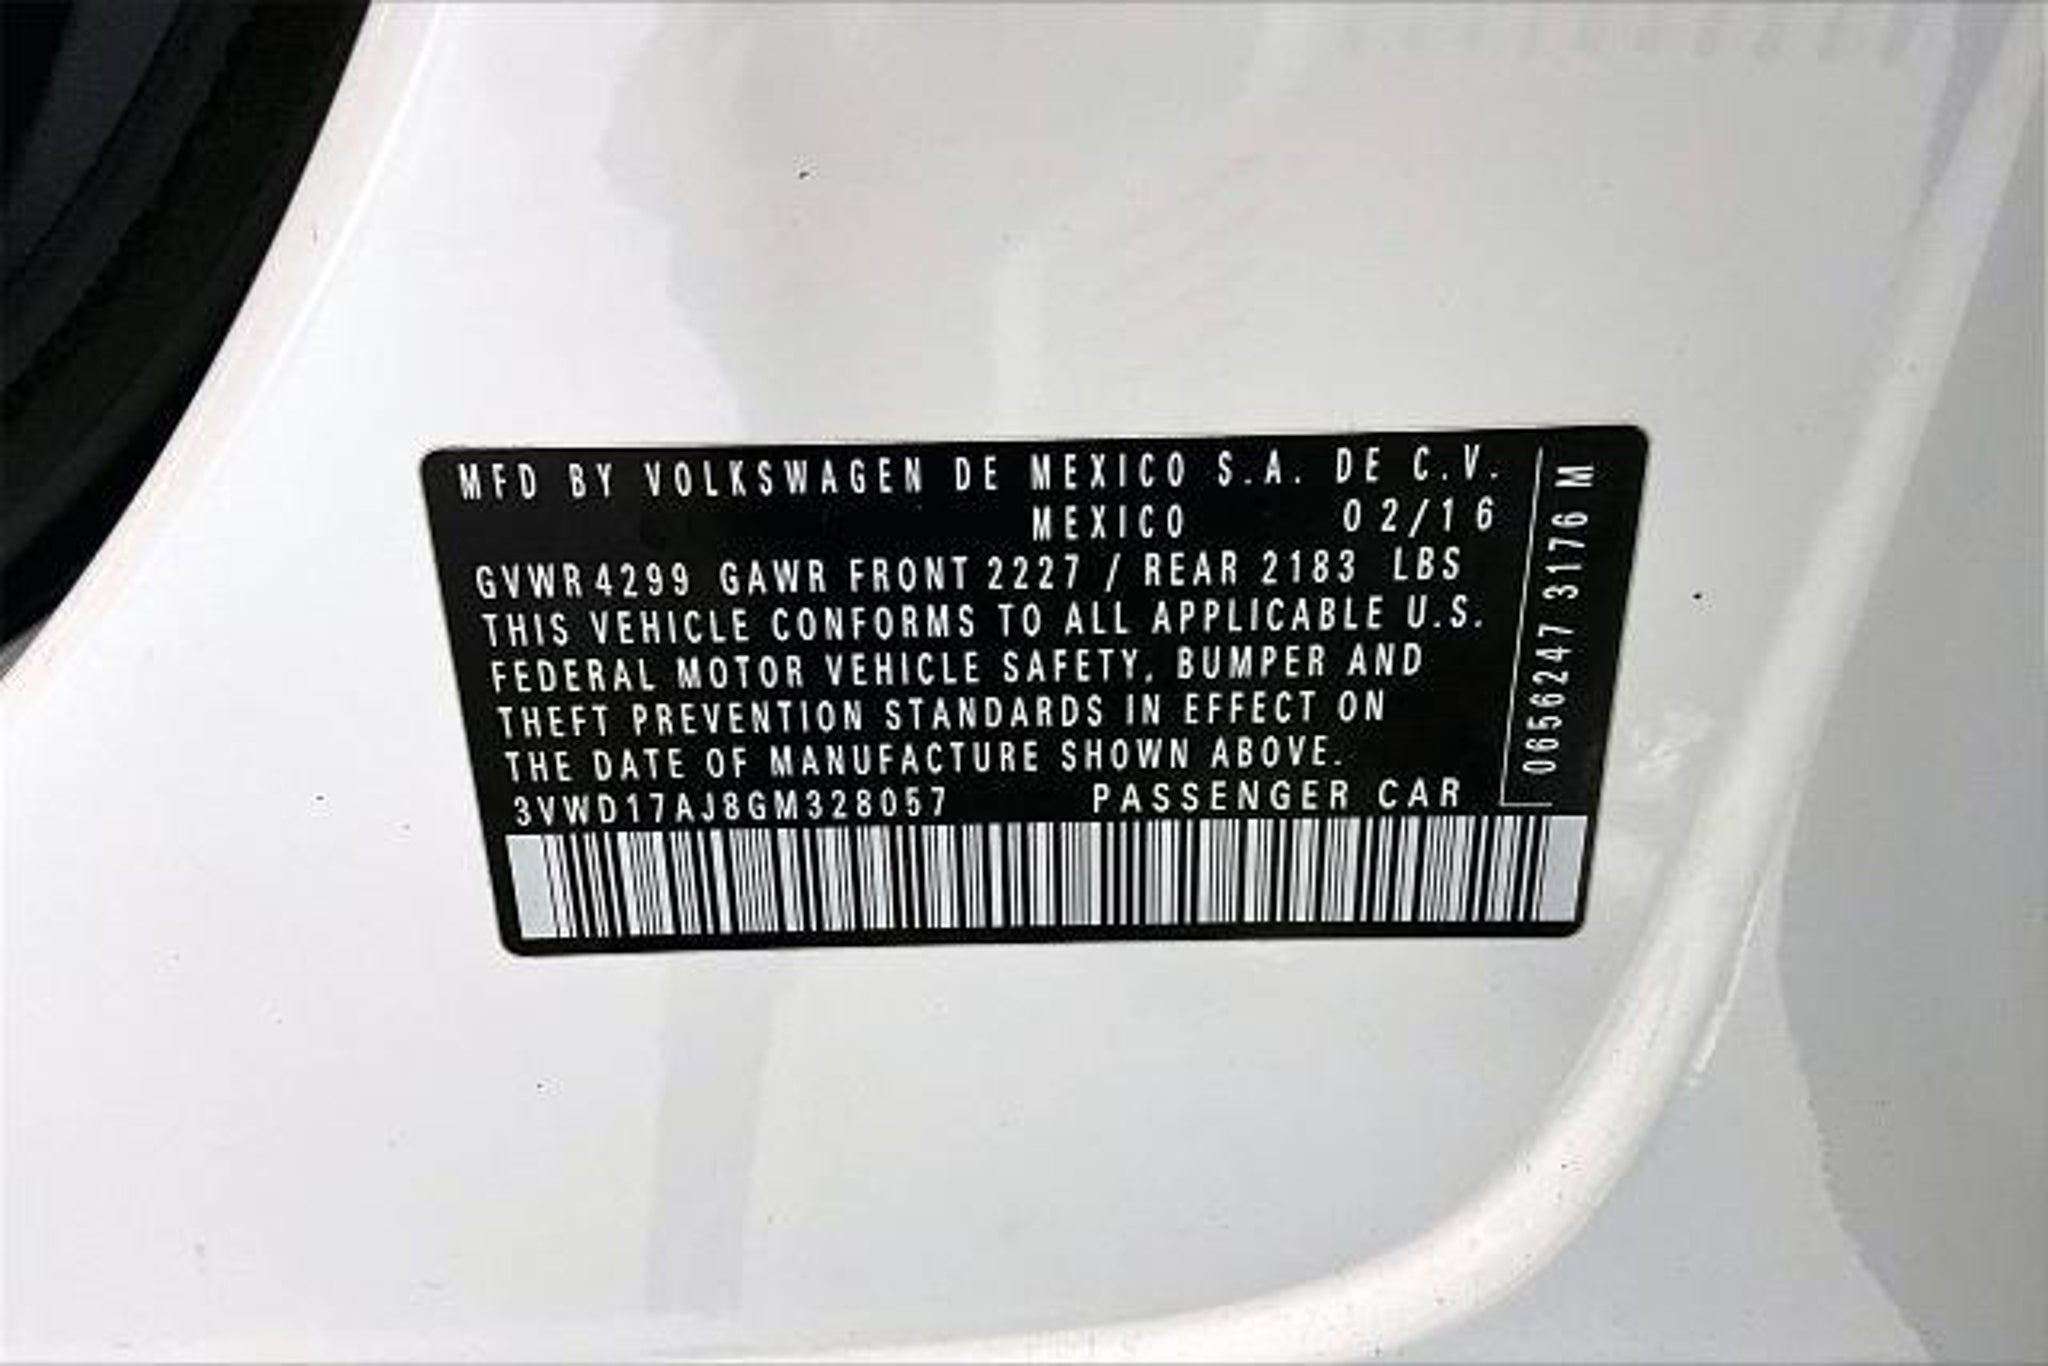 MFD BY VOLKSWAGEN DE MEXICO S.A. DE C.V.
MEXICO 02/16
GVWR 4299 GAWR FRONT 2227 / REAR 2183 LBS
THIS VEHICLE CONFORMS TO ALL APPLICABLE U.S.
FEDERAL MOTOR VEHICLE SAFETY, BUMPER AND
THEFT PREVENTION STANDARDS IN EFFECT ON
THE DATE OF MANUFACTURE SHOWN ABOVE.
3VWD17AJ8GM328057 PASSENGER CAR
0656247 3176 M